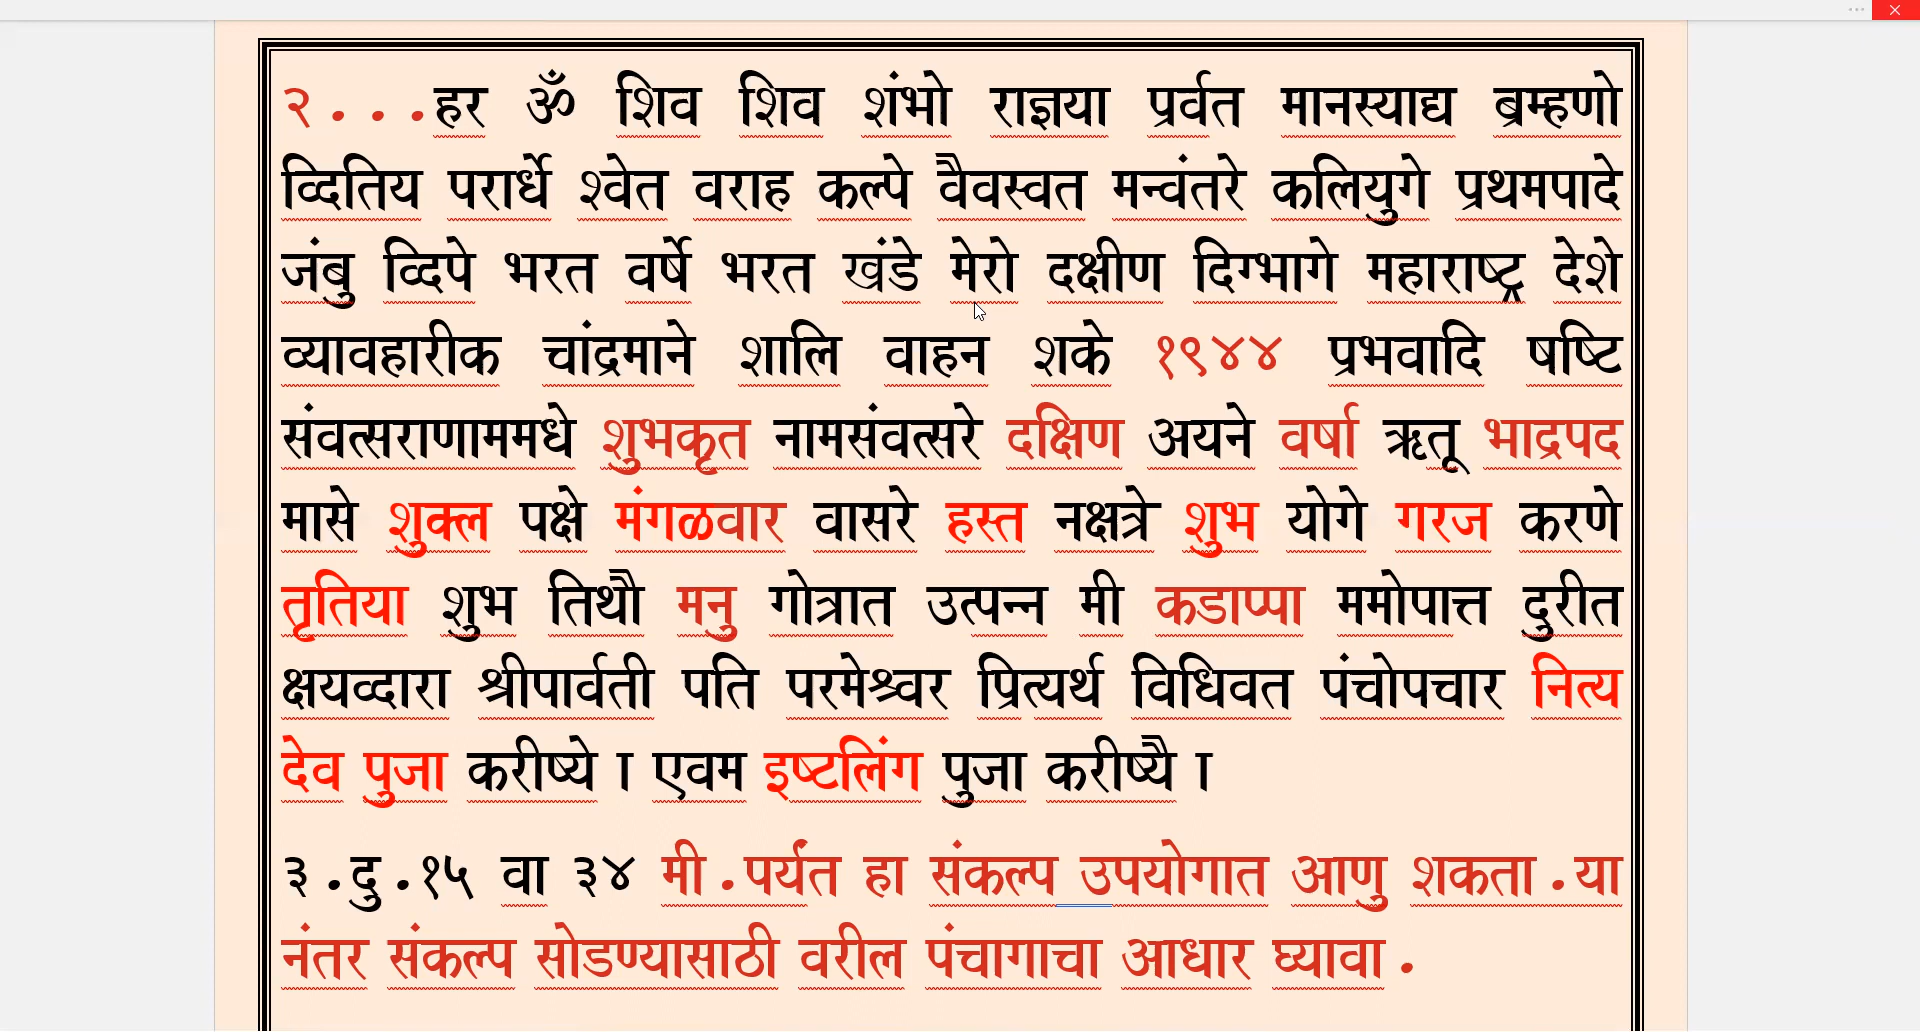 २...हर ॐ शिव शिव शंभो राज्ञया प्रर्वत मानस्याद्य ब्रम्हणो
व्दितिय परार्धे श्वेत वराह कल्पे वैवस्वत मन्वंतरे कलियुगे प्रथमपादे
जंबु व्दिपे भरत वर्षे भरत खंडे मेरो दक्षीण दिग्भागे महाराष्ट्र देशे
व्यावहारीक चांद्रमाने शालि वाहन शके १९४४ प्रभवादि षष्टि
संवत्सराणाममधे शुभकृत नामसंवत्सरे दक्षिण अयने वर्षा ऋतू भाद्रपद
मासे शुक्ल पक्षे मंगळवार वासरे हस्त नक्षत्रे शुभ योगे गरज करणे
तृतिया शुभ तिथौ मनु गोत्रात उत्पन्न मी कडाप्पा ममोपात्त दुरीत
क्षयव्दारा श्रीपार्वती पति परमेश्र्वर प्रित्यर्थ विधिवत पंचोपचार नित्य
देव पुजा करीष्ये । एवम इष्टलिंग पुजा करीष्यै ।
३.दु.१५ वा ३४ मी.पर्यंत हा संकल्प उपयोगात आणु शकता.या
नंतर संकल्प सोडण्यासाठी वरील पंचागाचा आधार घ्यावा.